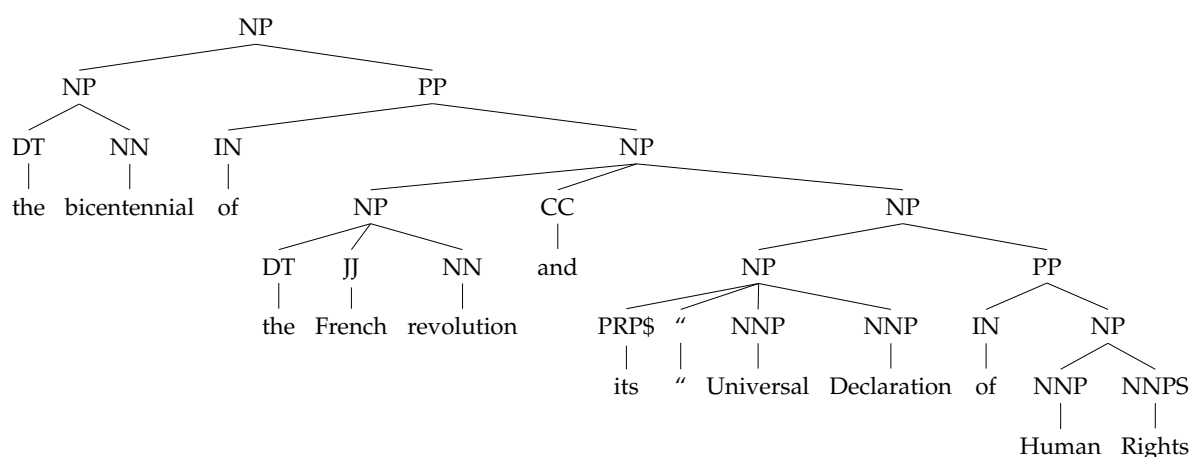 NP
NP PP
DT NN IN NP
the bicentennial of NP CC NP
DT JJ NN and NP PP
the French revolution PRP$ “ NNP NNP IN NP
its “ Universal Declaration of NNP NNPS
Human Rights